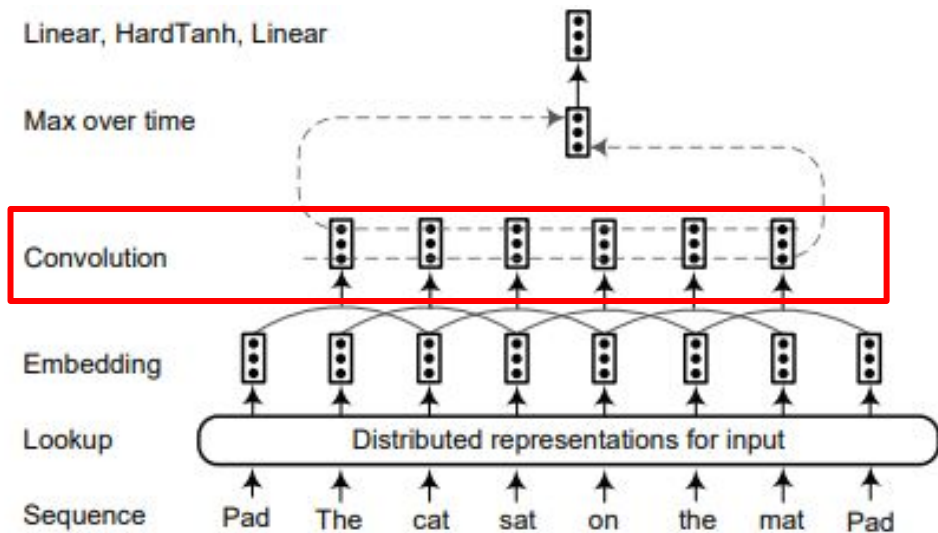 Linear, HardTanh, Linear
Max over time
Convolution
Embedding
Lookup
Distributed representations for input
Sequence
Pad The cat sat on the mat Pad